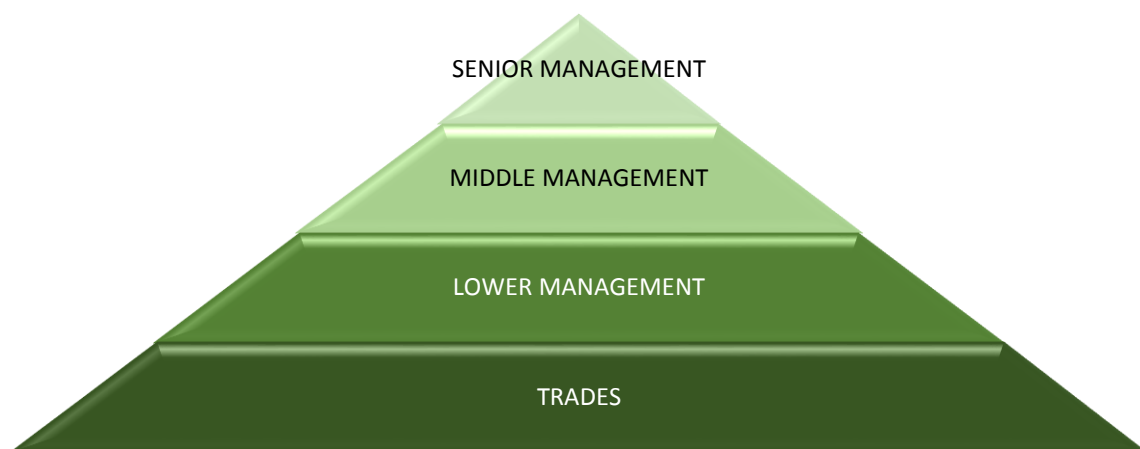 SENIOR MANAGEMENT
MIDDLE MANAGEMENT
LOWER MANAGEMENT
TRADES